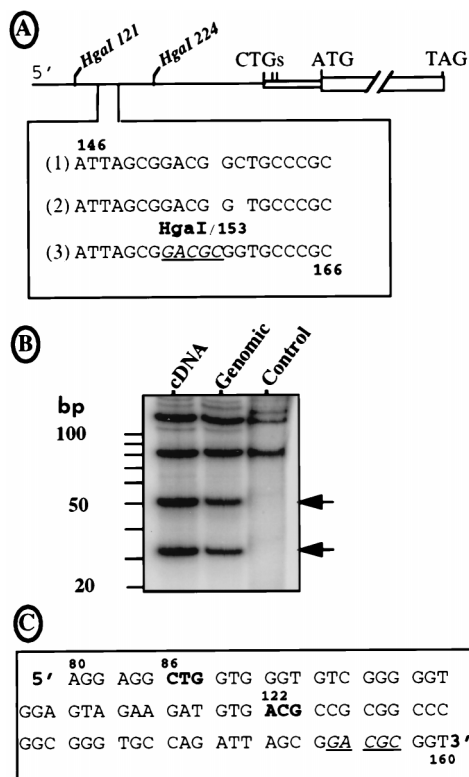 A
HgaI 121
HgaI 224
5'
CTGs
ATG
TAG
146
(1) ATTAGCGGACG GCTGCCCGC
(2) ATTAGCGGACG G TGCCCGC
HgaI/153
(3) ATTAGCGGACGCGGTGCCCGC
166
B
cDNA
Genomic
Control
bp
100
50
20
C
80 86
5' AGG AGG CTG GTG GGT GTC GGG GGT
122
GGA GTA GAA GAT GTG ACG CCG CGG CCC
GGC GGG TGC CAG ATT AGC GGA CGC GGT3'
160